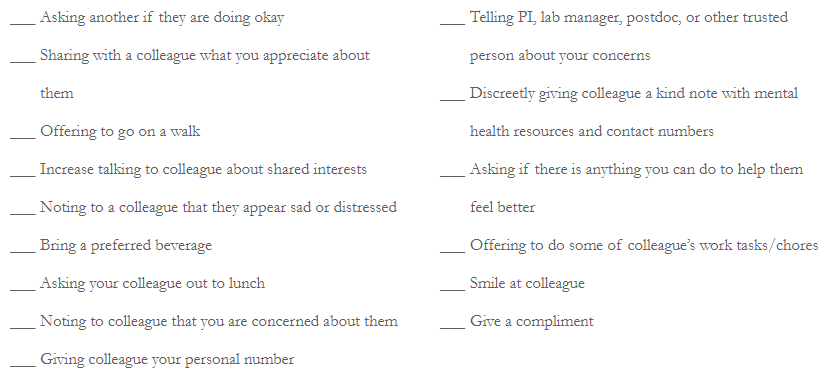 ___ Asking another if they are doing okay
___ Sharing with a colleague what you appreciate about
them
___ Offering to go on a walk
___ Increase talking to colleague about shared interests
___ Noting to a colleague that they appear sad or distressed
___ Bring a preferred beverage
___ Asking your colleague out to lunch
___ Noting to colleague that you are concerned about them
___ Giving colleague your personal number
___ Telling PI, lab manager, postdoc, or other trusted
person about your concerns
___ Discreetly giving colleague a kind note with mental
health resources and contact numbers
___ Asking if there is anything you can do to help them
feel better
___ Offering to do some of colleague's work tasks/chores
___ Smile at colleague
___ Give a compliment